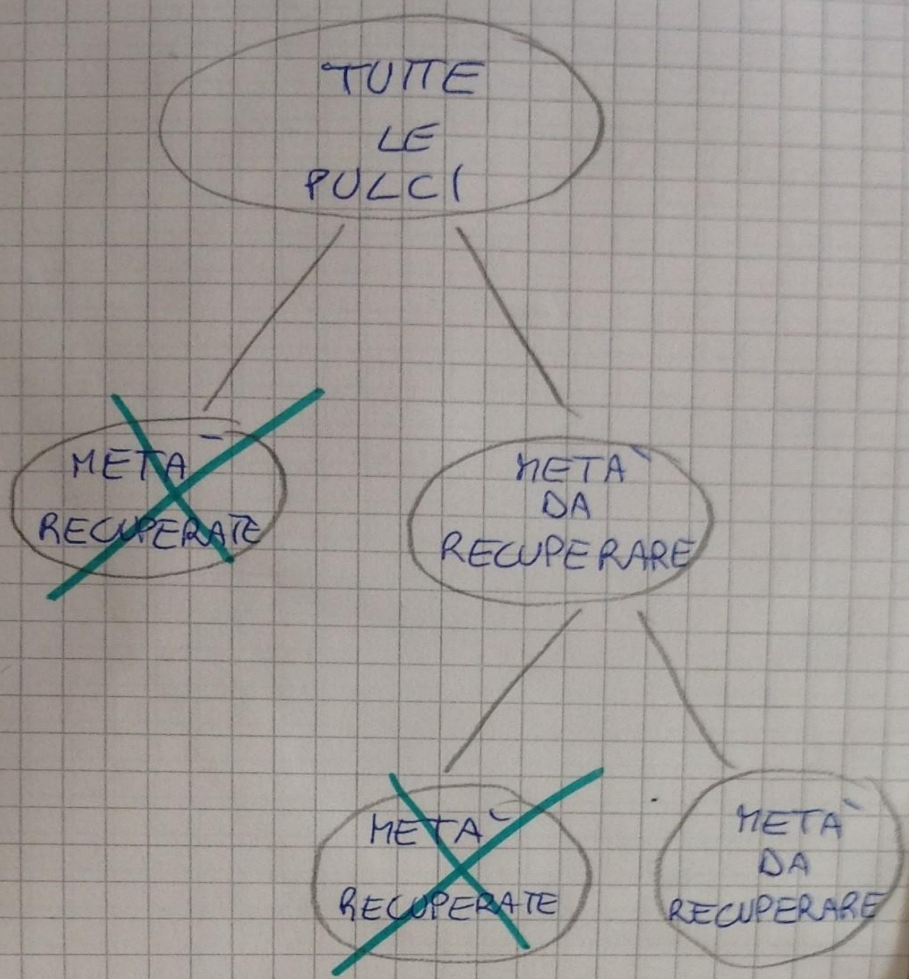 TUTTE
LE
PULCI
METÀ
RECUPERATE
METÀ
DA
RECUPERARE
METÀ
RECUPERATE
METÀ
DA
RECUPERARE